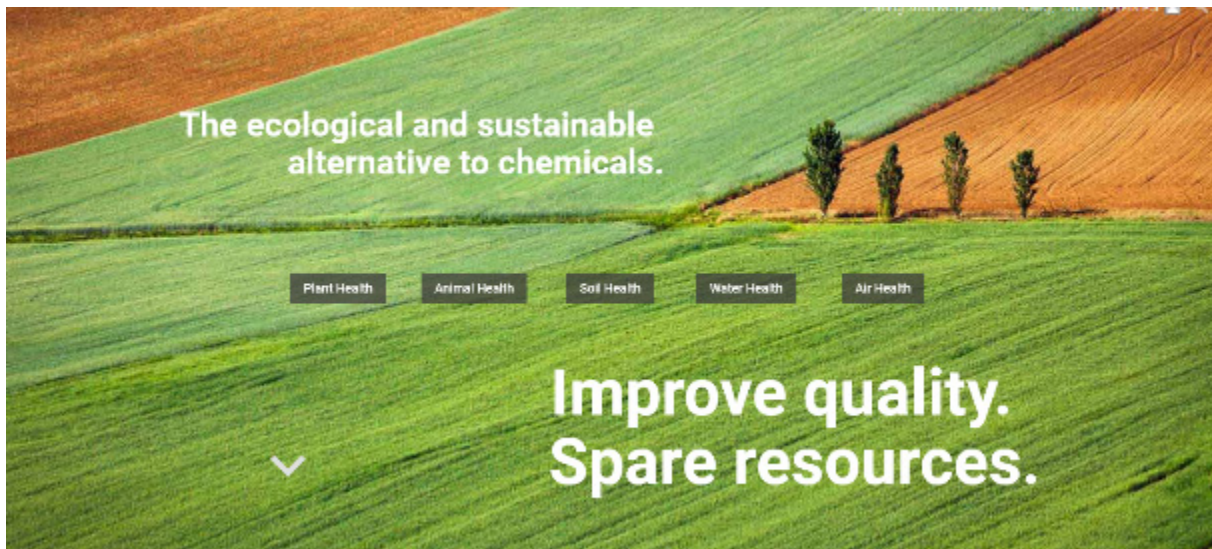 The ecological and sustainable
alternative to chemicals.
Plant Health
Animal Health
Soil Health
Water Health
Air Health
Improve quality.
Spare resources.